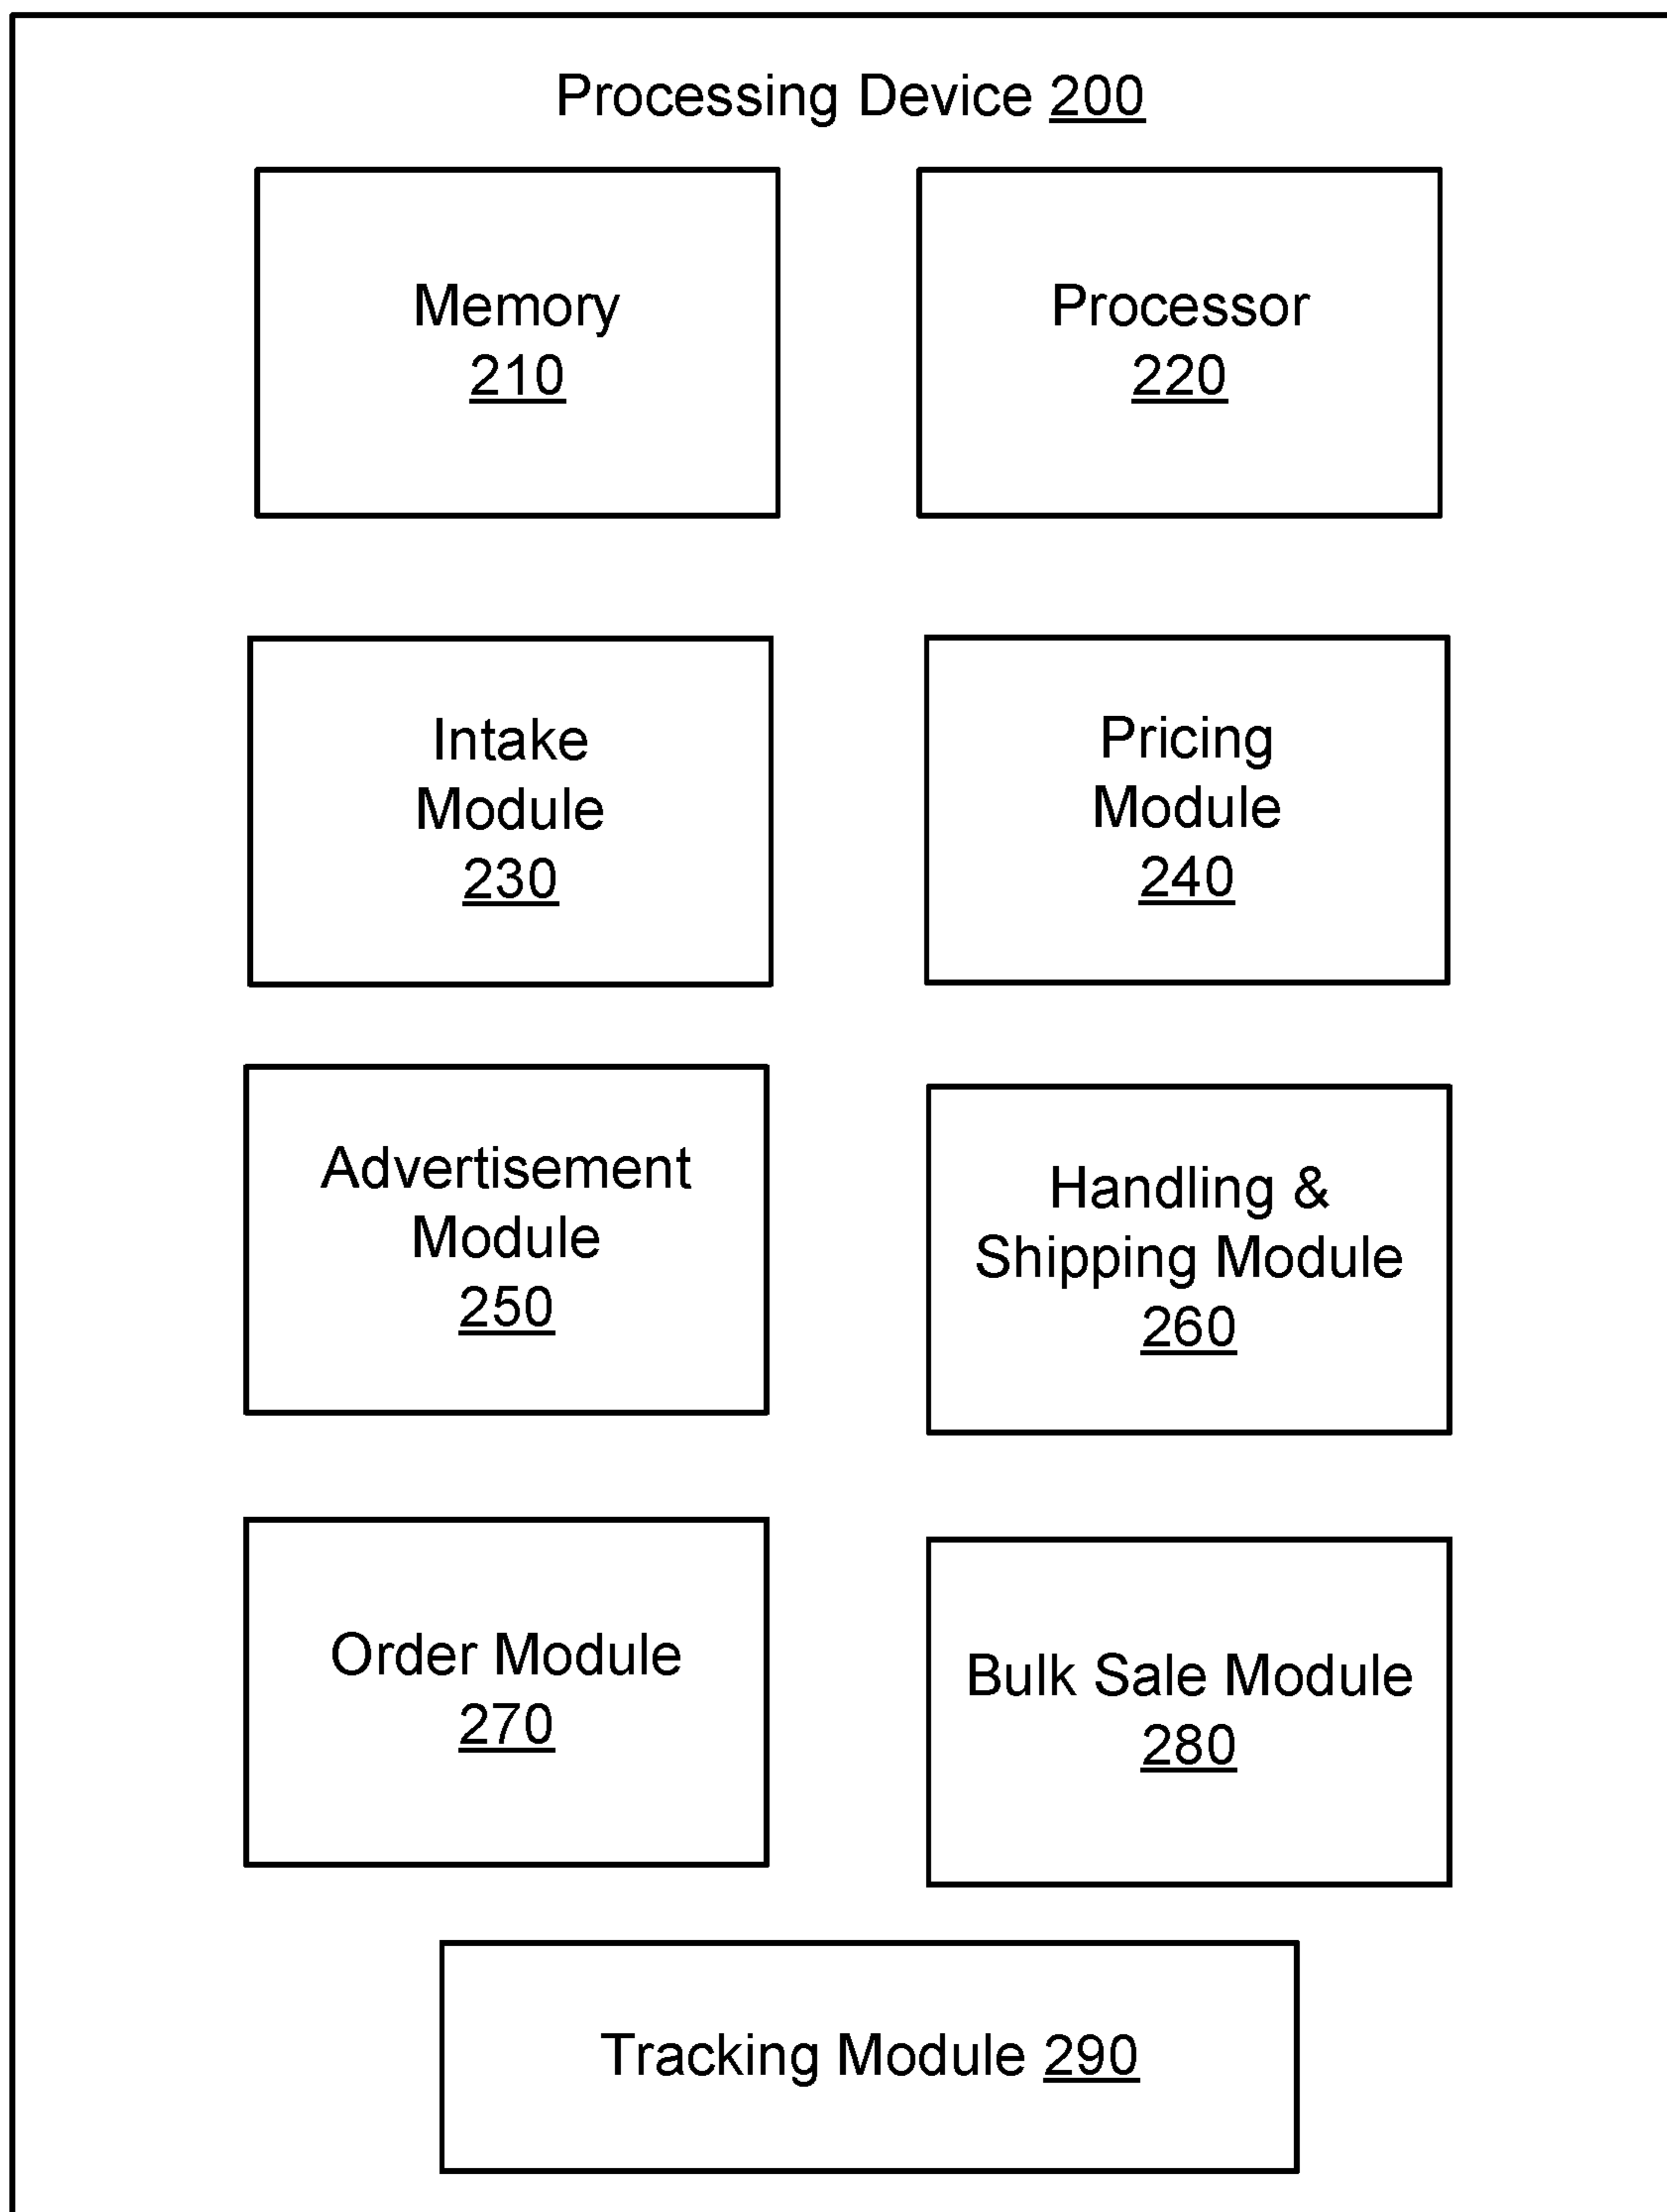 Processing Device 200
Memory
210
Processor
220
Intake
Module
230
Pricing
Module
240
Advertisement
Module
250
Handling &
Shipping Module
260
Order Module
270
Bulk Sale Module
280
Tracking Module 290